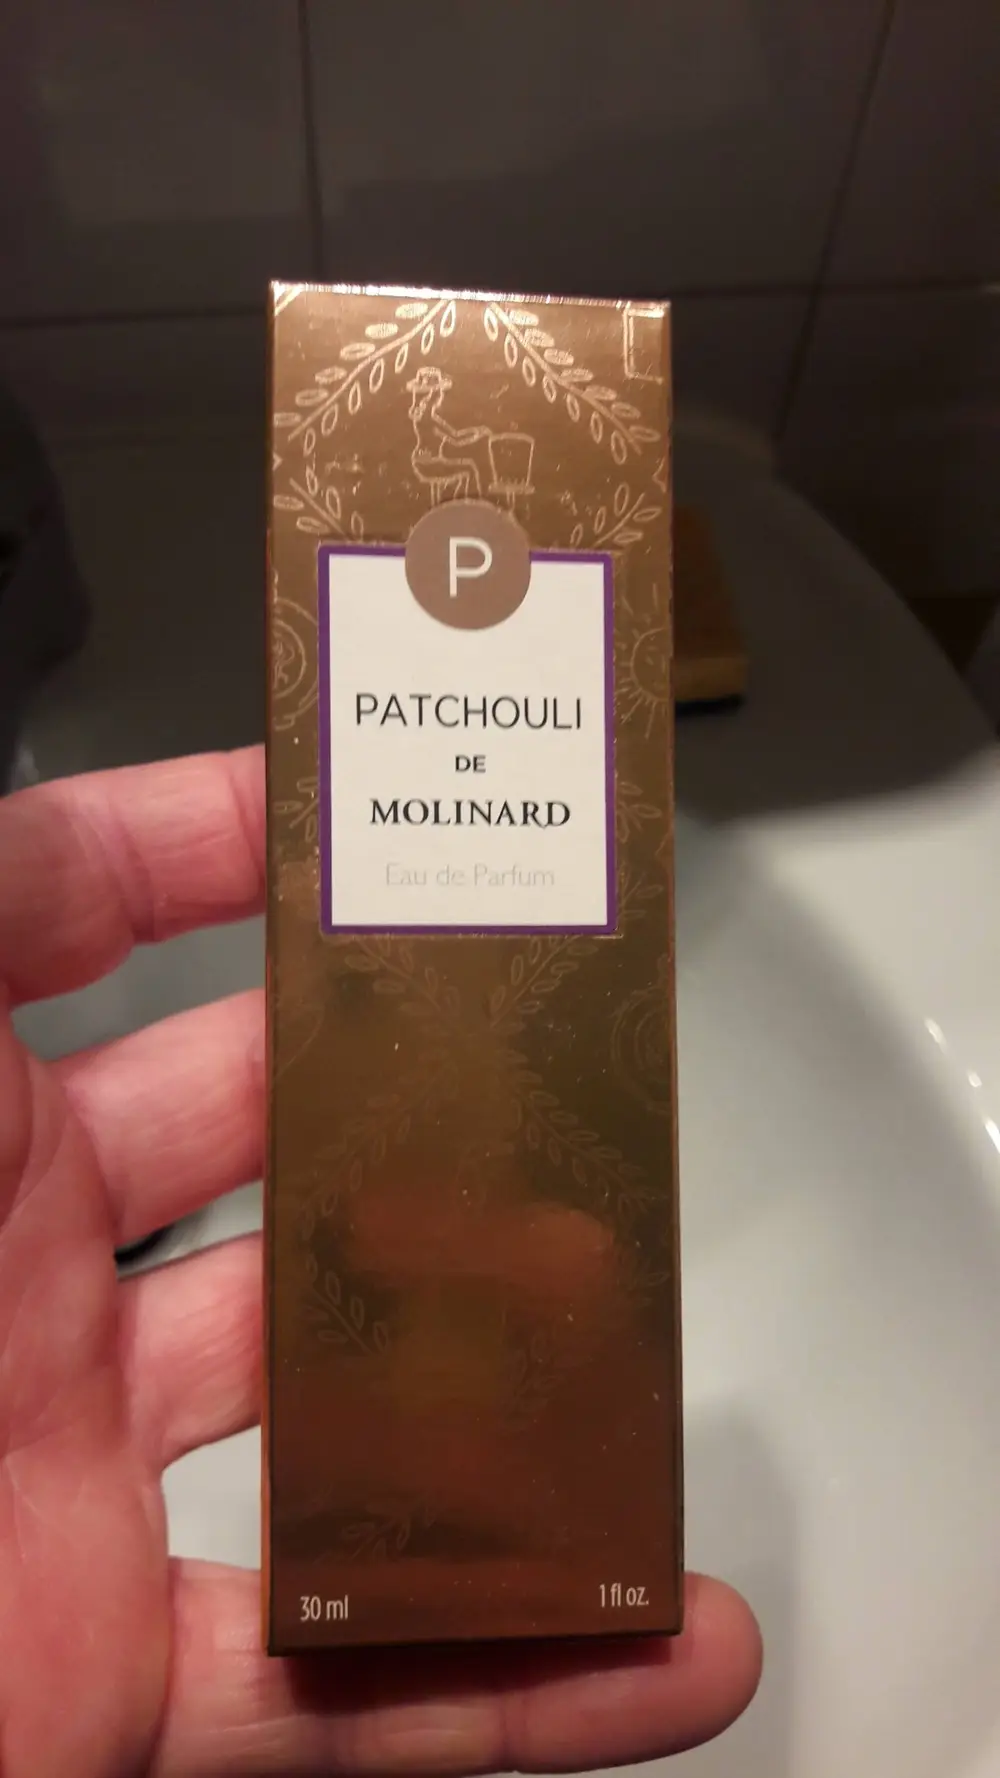 P
PATCHOULI
DE
MOLINARD
Eau de Parfum
30 ml
1 fl oz.